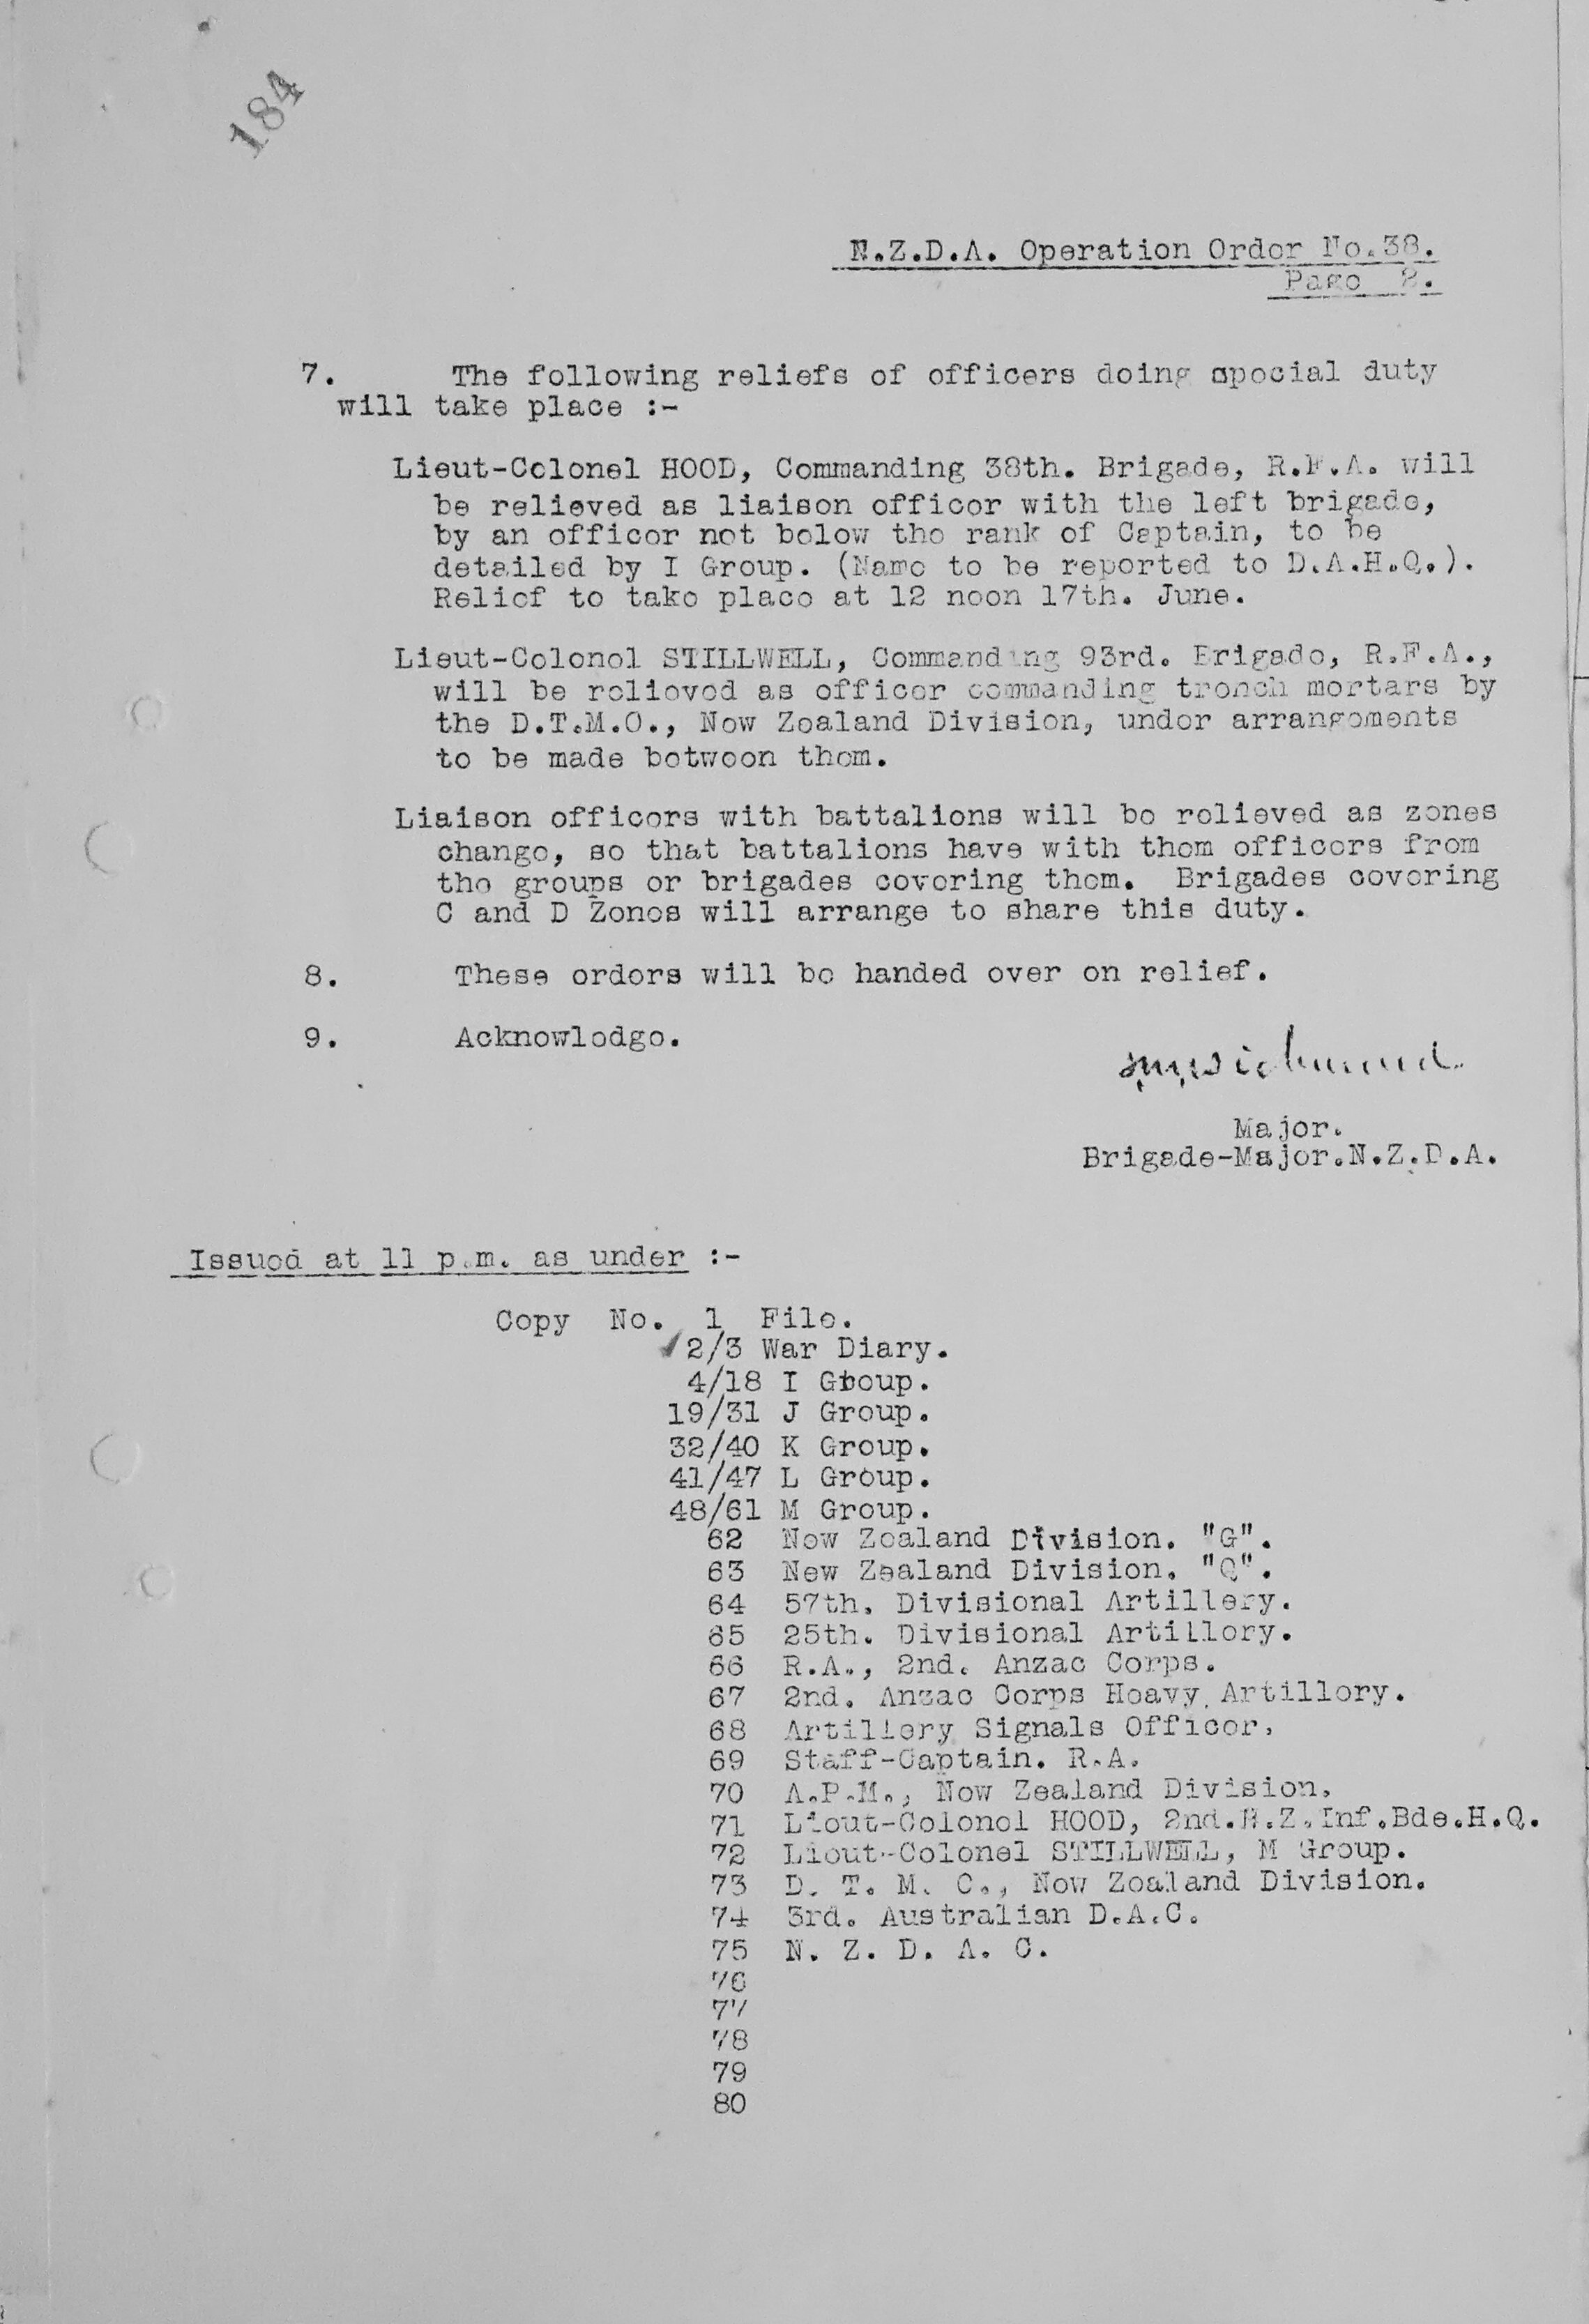 184
N.Z.D.A. Operation Order No.38.
Page 2.
7. The following reliefs of officers doing special duty
will take place :-
Lieut-Colonel HOOD, Commanding 38th. Brigade, R.F.A. will
be relieved as liaison officer with the left brigade,
by an officer not below the rank of Captain, to be
detailed by I Group. (Name to be reported to D.A.H.Q.).
Relief to take place at 12 noon 17th. June.
Lieut-Colonel STILLWELL, Commanding 93rd. Brigade, R.F.A.,
will be relieved as officer commanding trench mortars by
the D.T.M.O., New Zealand Division, under arrangements
to be made between them.
Liaison officers with battalions will be relieved as zones
change, so that battalions have with them officers from
the groups or brigades covering them. Brigades covering
C and D Zones will arrange to share this duty.
8. These orders will be handed over on relief.
9. Acknowledge.
Major.
Brigade-Major.N.Z.D.A.
Issued at 11 p.m. as under :-
Copy No. 1 File.
2/3 War Diary.
4/18 I Group.
19/31 J Group.
32/40 K Group.
41/47 L Group.
48/61 M Group.
62 New Zealand Division. "G".
63 New Zealand Division. "Q".
64 57th. Divisional Artillery.
65 25th. Divisional Artillery.
66 R.A., 2nd. Anzac Corps.
67 2nd. Anzac Corps Heavy Artillery.
68 Artillery Signals Officer.
69 Staff-Captain. R.A.
70 A.P.M., New Zealand Division.
71 Lieut-Colonel HOOD, 2nd.N.Z.Inf.Bde.H.Q.
72 Lieut-Colonel STILLWELL, M Group.
73 D. T. M. O., New Zealand Division.
74 3rd. Australian D.A.C.
75 N. Z. D. A. C.
76
77
78
79
80